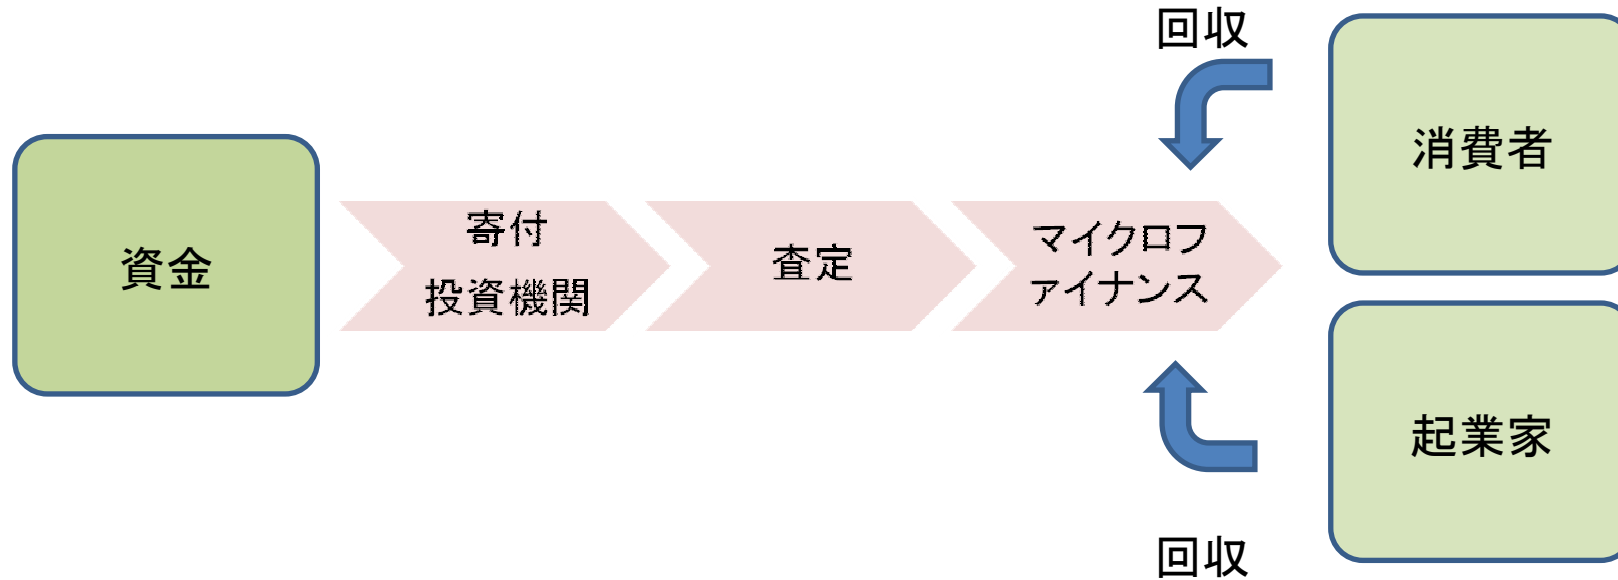 資金
寄付
投資機関
査定
マイクロフ
ァイナンス
回収
消費者
起業家
回収